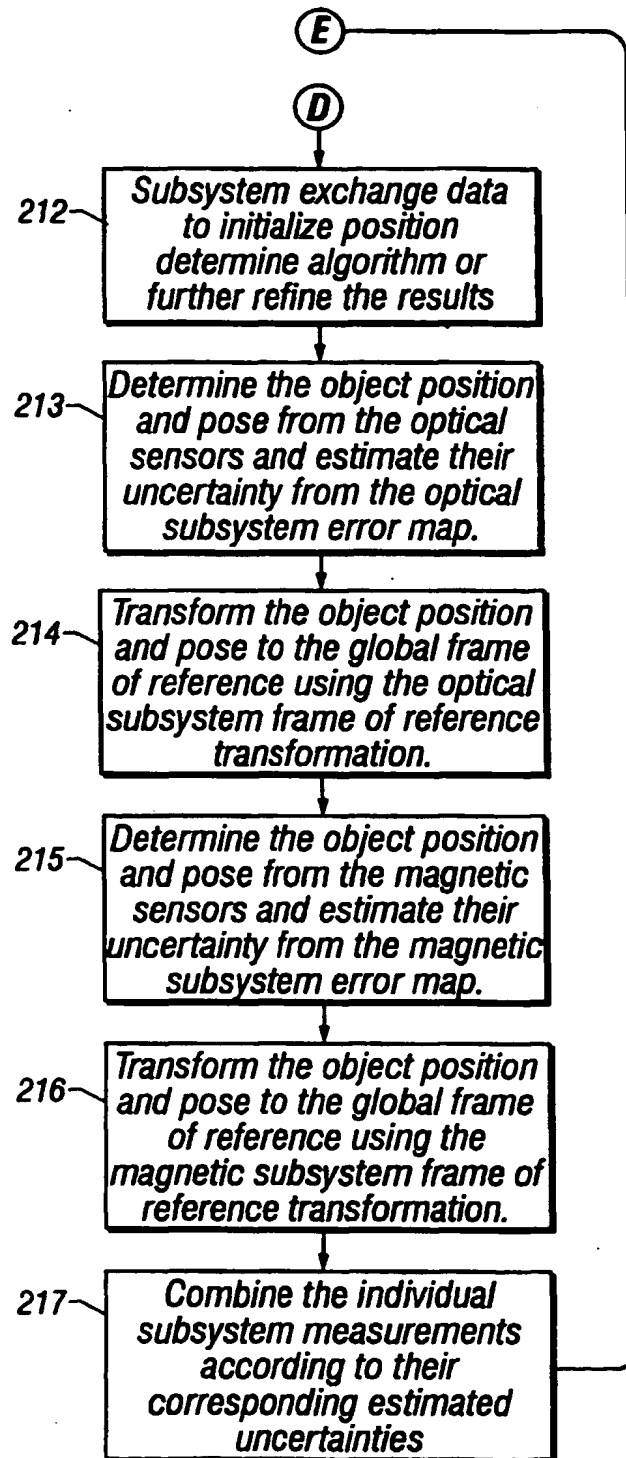 E
D
212
Subsystem exchange data
to initialize position
determine algorithm or
further refine the results
213
Determine the object position
and pose from the optical
sensors and estimate their
uncertainty from the optical
subsystem error map.
214
Transform the object position
and pose to the global frame
of reference using the optical
subsystem frame of reference
transformation.
215
Determine the object position
and pose from the magnetic
sensors and estimate their
uncertainty from the magnetic
subsystem error map.
216
Transform the object position
and pose to the global frame
of reference using the
magnetic subsystem frame of
reference transformation.
217
Combine the individual
subsystem measurements
according to their
corresponding estimated
uncertainties